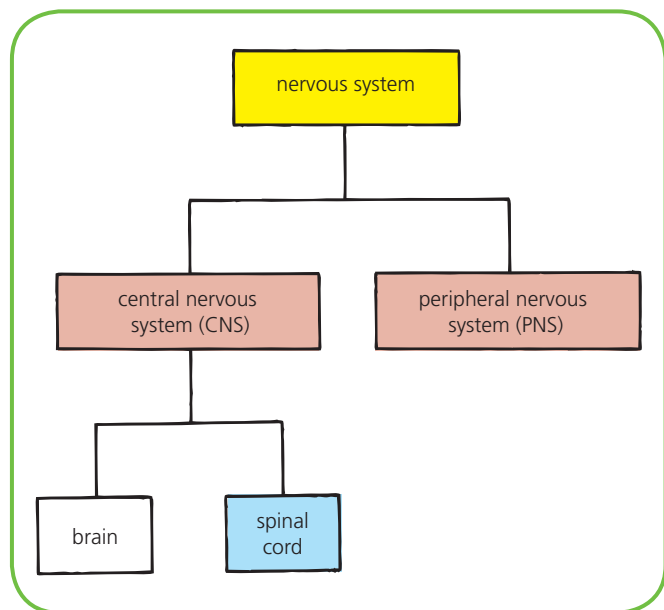 nervous system
central nervous
system (CNS)
peripheral nervous
system (PNS)
brain
spinal
cord